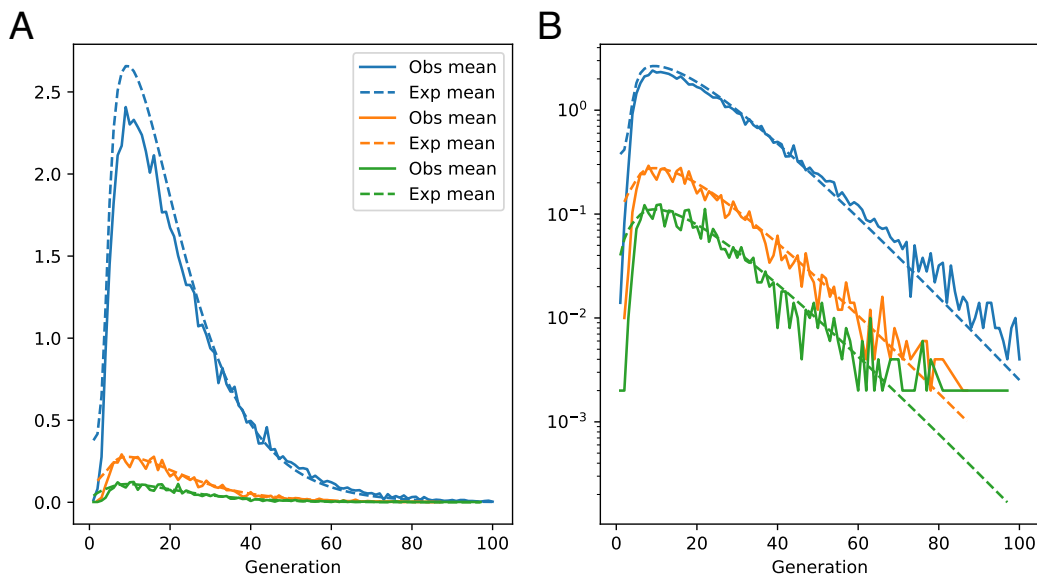 A
2.5
2.0
1.5
1.0
0.5
0.0
0 20 40 60 80 100
Generation
Obs mean
Exp mean
Obs mean
Exp mean
Obs mean
Exp mean
B
10⁰
10⁻¹
10⁻²
10⁻³
0 20 40 60 80 100
Generation